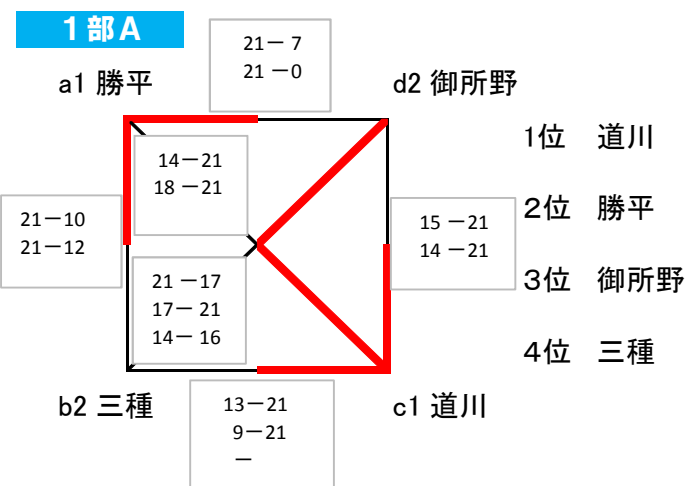 １部A
21－ 7
21 －0
a1 勝平
d2 御所野
14－21
18 －21
21－10
21－12
15 －21
14 －21
21 －17
17－ 21
14－ 16
b2 三種
c1 道川
13－21
9－21
－
1位　道川
2位　勝平
3位　御所野
4位　三種